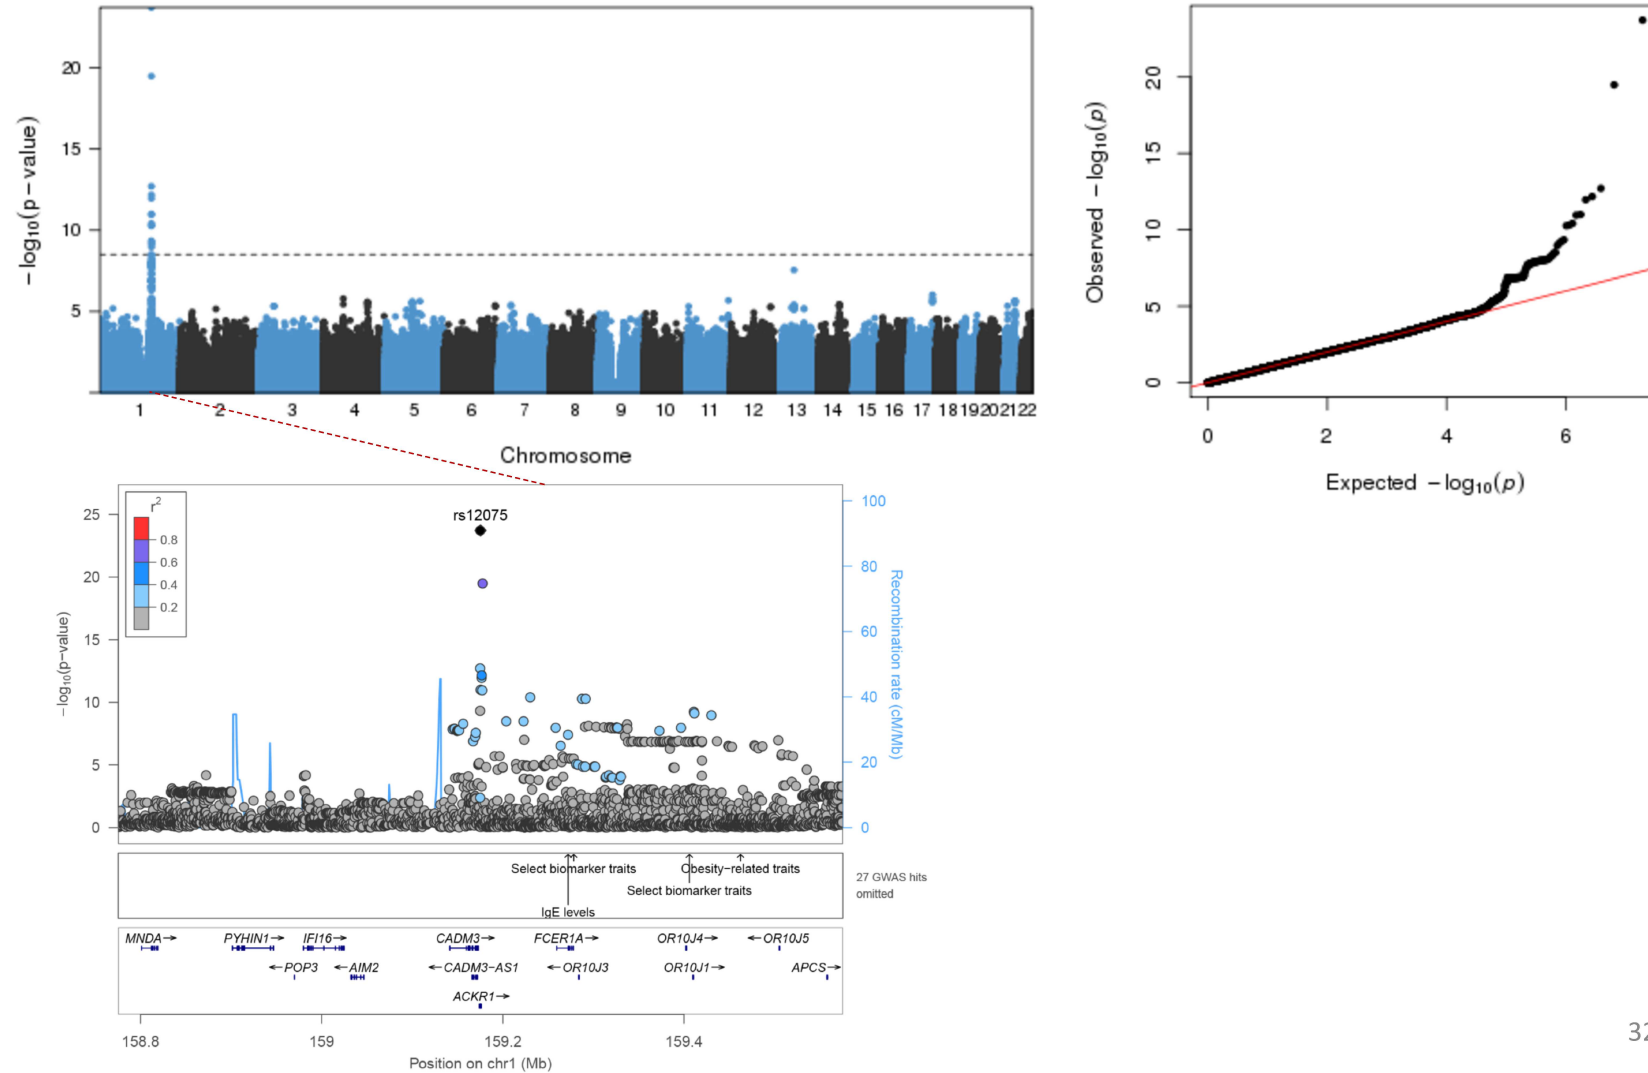 20
15
10
5
−log10(p−value)
1 2 3 4 5 6 7 8 9 10 11 12 13 14 15 16 17 18 19 20 21 22
Chromosome
20
15
10
5
0
Observed −log10(p)
0 2 4 6
Expected −log10(p)
r2
0.8
0.6
0.4
0.2
rs12075
25
20
15
10
5
0
−log10(p−value)
100
80
60
40
20
0
Recombination rate (cM/Mb)
Select biomarker traits Obesity−related traits
Select biomarker traits
IgE levels
27 GWAS hits
omitted
MNDA→ PYHIN1→ IFI16→ CADM3→ FCER1A→ OR10J4→ ←OR10J5
←POP3 ←AIM2 ←CADM3−AS1 ←OR10J3 OR10J1→ APCS→
ACKR1→
158.8 159 159.2 159.4
Position on chr1 (Mb)
32